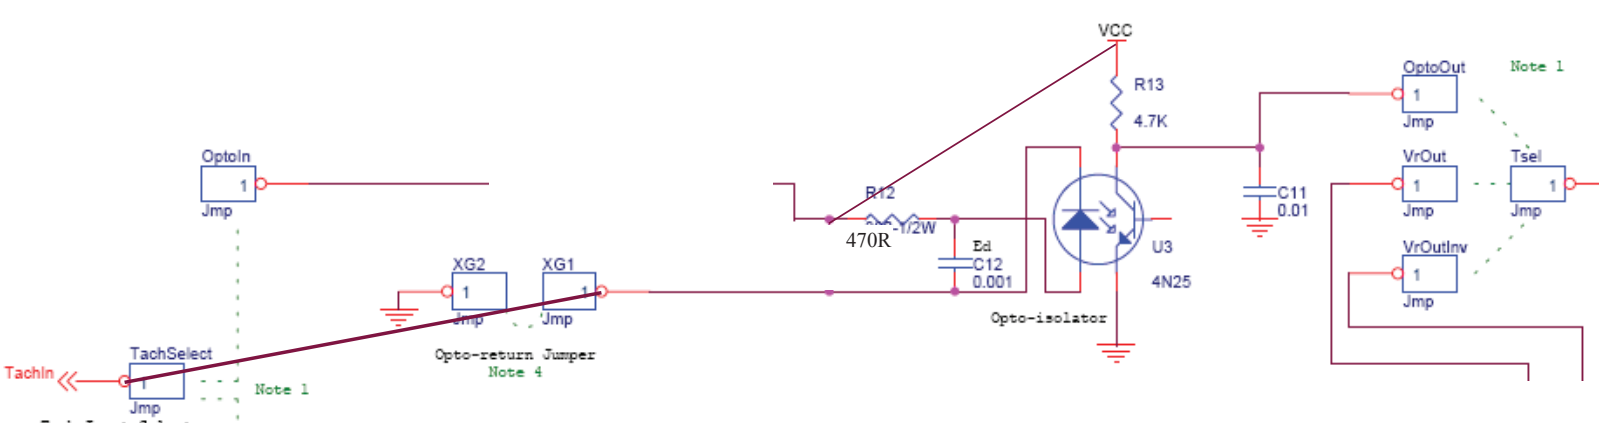 VCC
R13
4.7K
OptoOut
1
Jmp
Note 1
OptoIn
1
Jmp
VrOut
1
Jmp
Tsel
1
Jmp
R12
-1/2W
470R
C11
0.01
Ed
C12
0.001
U3
4N25
VrOutInv
1
Jmp
XG2
1
Jmp
XG1
1
Jmp
Opto-isolator
Opto-return Jumper
Note 4
TachSelect
TachIn
1
Jmp
Note 1